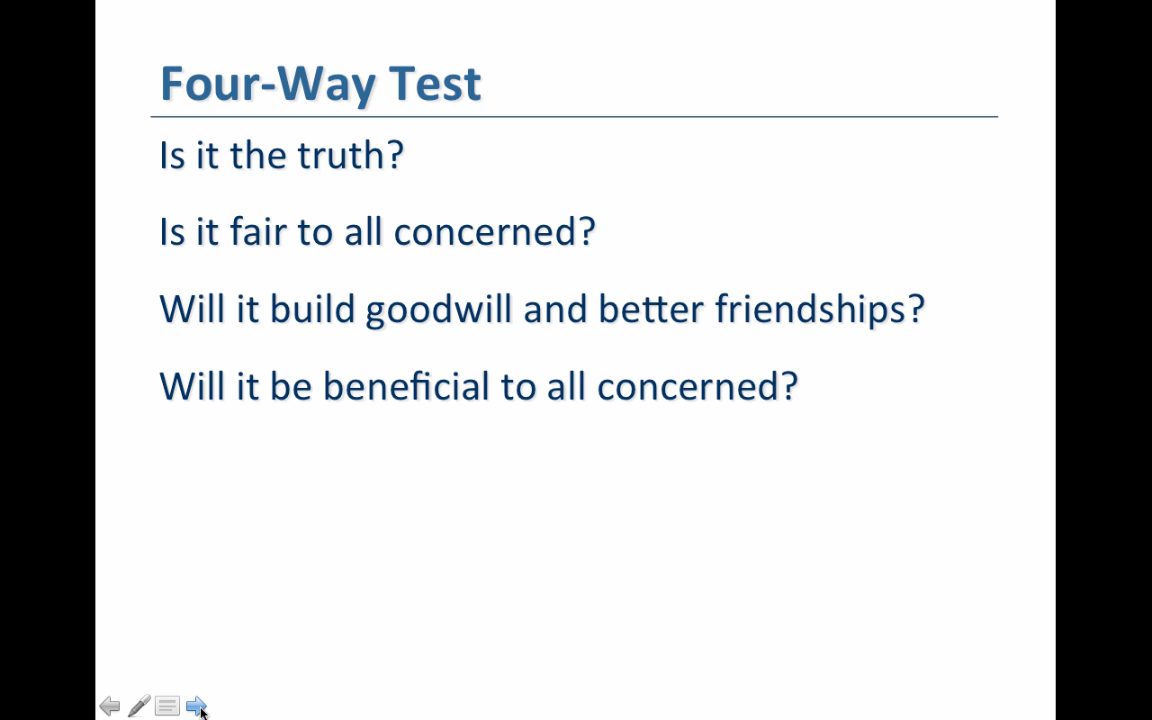 Four-Way Test
Is it the truth?
Is it fair to all concerned?
Will it build goodwill and better friendships?
Will it be beneficial to all concerned?